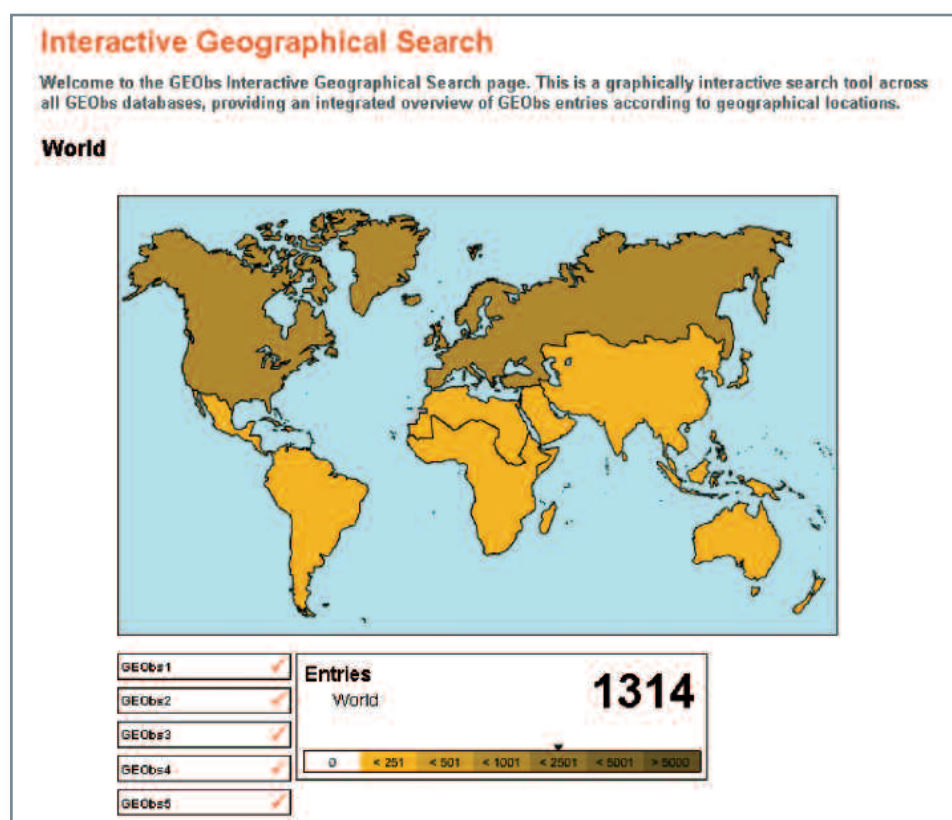 Interactive Geographical Search
Welcome to the GEObs Interactive Geographical Search page. This is a graphically interactive search tool across
all GEObs databases, providing an integrated overview of GEObs entries according to geographical locations.
World
GEObs1
GEObs2
GEObs3
GEObs4
GEObs5
Entries
World
1314
0 < 251 < 501 < 1001 < 2501 < 5001 > 5000